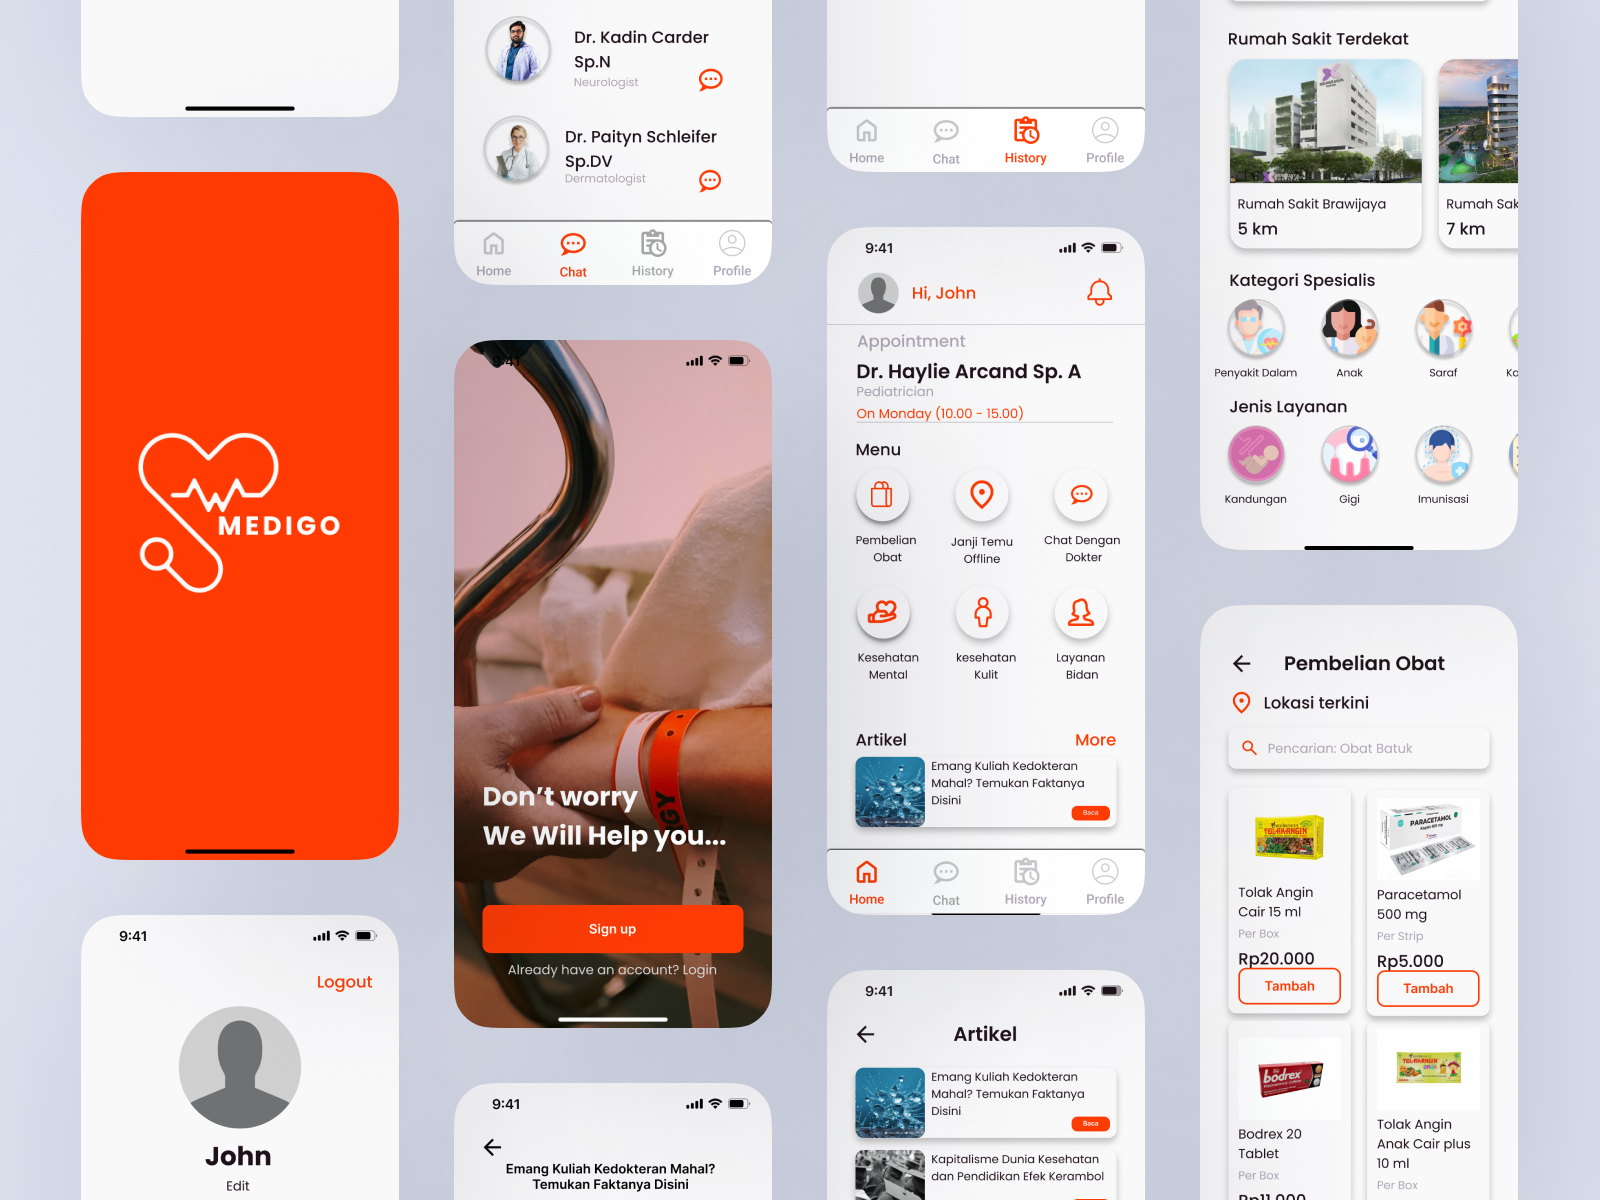 MEDIGO
9:41
Logout
John
Edit
Dr. Kadin Carder
Sp.N
Neurologist
Dr. Paityn Schleifer
Sp.DV
Dermatologist
Home
Chat
History
Profile
9:41
Don't worry
We Will Help you...
Sign up
Already have an account? Login
9:41
Emang Kuliah Kedokteran Mahal?
Temukan Faktanya Disini
Home
Chat
History
Profile
9:41
Hi, John
Appointment
Dr. Haylie Arcand Sp. A
Pediatrician
On Monday (10.00 - 15.00)
Menu
Pembelian
Obat
Janji Temu
Offline
Chat Dengan
Dokter
Kesehatan
Mental
kesehatan
Kulit
Layanan
Bidan
Artikel
More
Emang Kuliah Kedokteran
Mahal? Temukan Faktanya
Disini
Baca
Home
Chat
History
Profile
9:41
Artikel
Emang Kuliah Kedokteran
Mahal? Temukan Faktanya
Disini
Baca
Kapitalisme Dunia Kesehatan
dan Pendidikan Efek Kerambol
Rumah Sakit Terdekat
Rumah Sakit Brawijaya
5 km
Rumah Sak
7 km
Kategori Spesialis
Penyakit Dalam
Anak
Saraf
Ka
Jenis Layanan
Kandungan
Gigi
Imunisasi
Pembelian Obat
Lokasi terkini
Pencarian: Obat Batuk
TOLAK ANGIN
Tolak Angin
Cair 15 ml
Per Box
Rp20.000
Tambah
PARACETAMOL
Paracetamol
500 mg
Per Strip
Rp5.000
Tambah
bodrex
Bodrex 20
Tablet
Per Box
Rp11.000
TOLAK ANGIN
Tolak Angin
Anak Cair plus
10 ml
Per Box